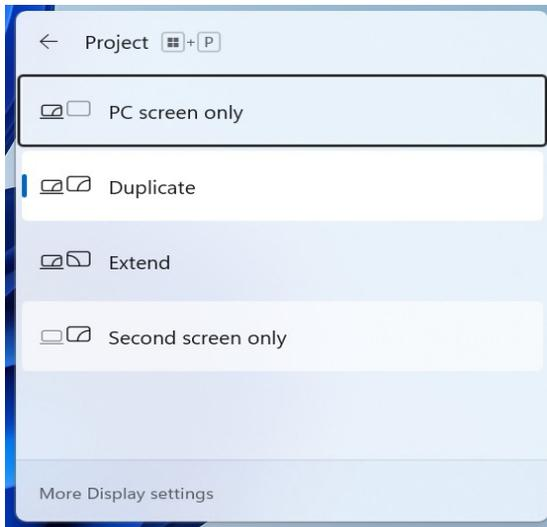 Project + P
PC screen only
Duplicate
Extend
Second screen only
More Display settings